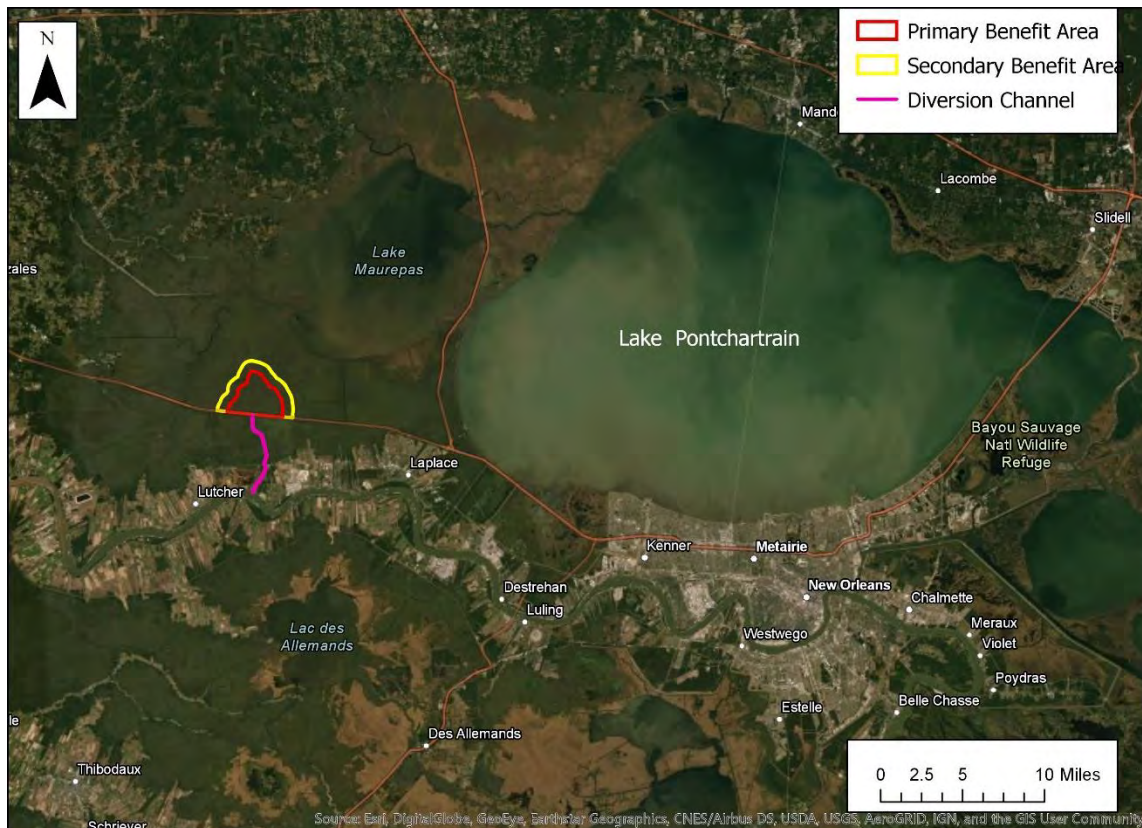 N
Primary Benefit Area
Secondary Benefit Area
Diversion Channel
Mand
Lacombe
Slidell
Lake
Maurepas
zales
Lake Pontchartrain
Bayou Sauvage
Natl Wildlife
Refuge
Laplace
Lutcher
Kenner
Metairie
New Orleans
Destrehan
Luling
Chalmette
Meraux
Violet
Lac des
Allemands
Westwego
Poydras
Belle Chasse
Estelle
Des Allemands
le
Thibodaux
Schriever
0 2.5 5 10 Miles
Source: Esri, DigitalGlobe, GeoEye, Earthstar Geographics, CNES/Airbus DS, USDA, USGS, AeroGRID, IGN, and the GIS User Community